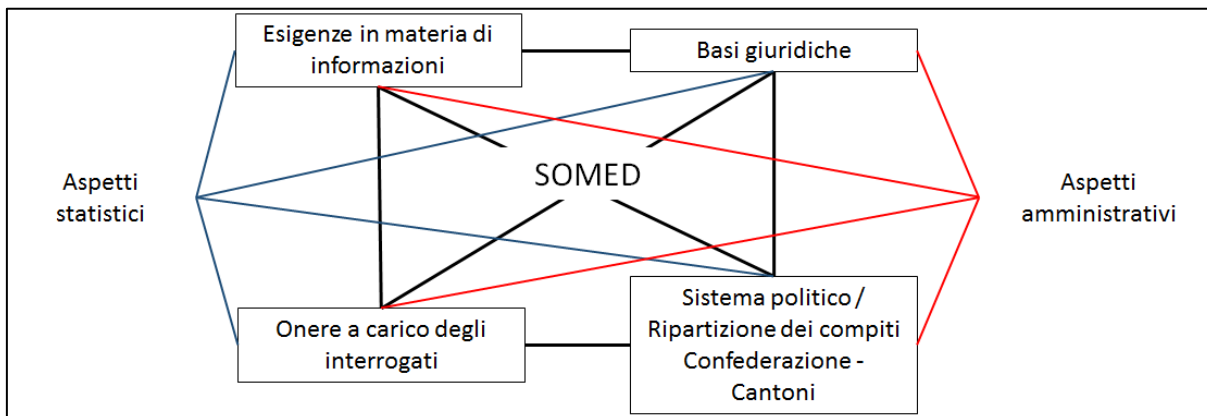 Esigenze in materia di
informazioni
Basi giuridiche
SOMED
Aspetti
statistici
Aspetti
amministrativi
Onere a carico degli
interrogati
Sistema politico /
Ripartizione dei compiti
Confederazione -
Cantoni